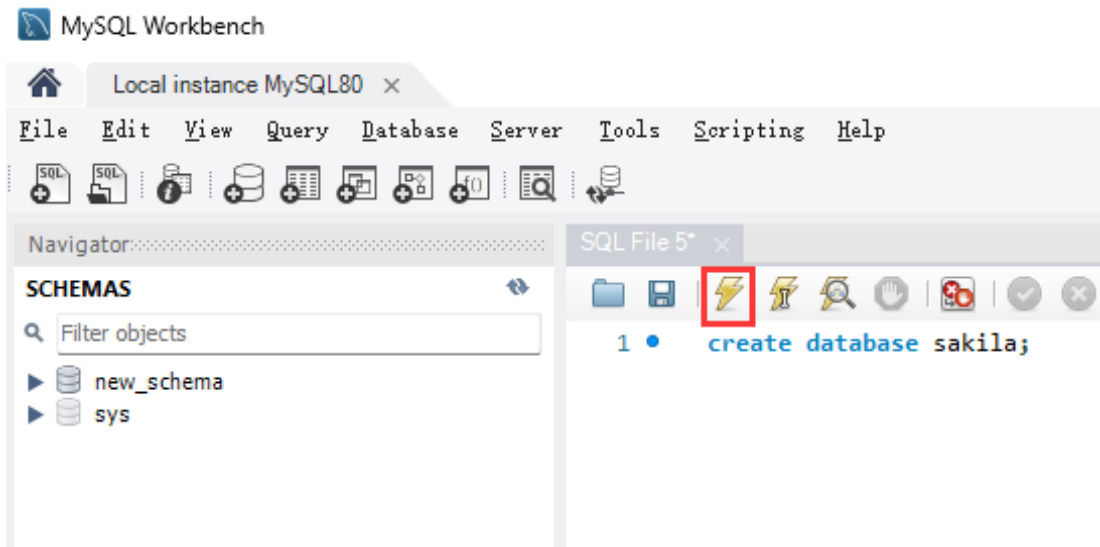 MySQL Workbench
Local instance MySQL80
File Edit View Query Database Server Tools Scripting Help
SQL SQL
Navigator
SQL File 5*
SCHEMAS
Filter objects
1 create database sakila;
new_schema
sys